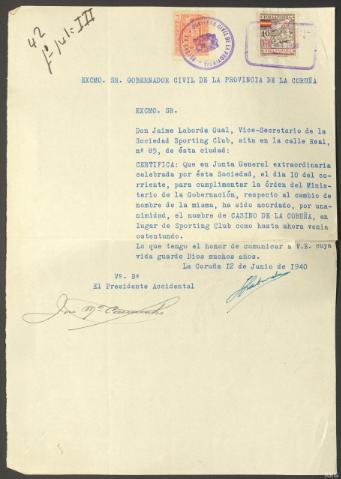 42
EXCMO. SR. GOBERNADOR CIVIL DE LA PROVINCIA DE LA CORUÑA
EXCMO. SR.
Don Jaime Laborda Gual, Vice-Secretario de la
Sociedad Sporting Club, sita en la calle Real,
nº 85, de ésta ciudad:
CERTIFICA: Que en Junta General extraordinaria
celebrada por ésta Sociedad, el dia 10 del co-
rriente, para cumplimentar la órden del Minis-
terio de la Gobernación, respecto al cambio de
nombre de la misma, ha sido acordado, por una-
nimidad, el nombre de CASINO DE LA CORUÑA, en
lugar de Sporting Club como hasta ahora venia
ostentando.
Lo que tengo el honor de comunicar a V.E. cuya
vida guarde Dios muchos años.
La Coruña 12 de Junio de 1940
Vº. Bº
El Presidente Accidental